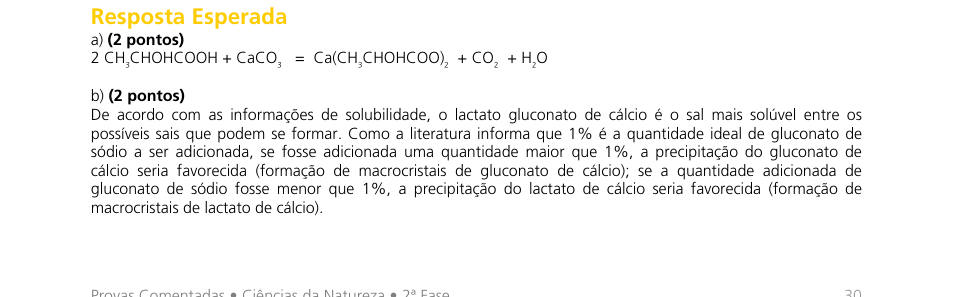 Resposta Esperada
a) (2 pontos)
2 CH₃CHOHCOOH + CaCO₃ = Ca(CH₃CHOHCOO)₂ + CO₂ + H₂O
b) (2 pontos)
De acordo com as informações de solubilidade, o lactato gluconato de cálcio é o sal mais solúvel entre os
possíveis sais que podem se formar. Como a literatura informa que 1% é a quantidade ideal de gluconato de
sódio a ser adicionada, se fosse adicionada uma quantidade maior que 1%, a precipitação do gluconato de
cálcio seria favorecida (formação de macrocristais de gluconato de cálcio); se a quantidade adicionada de
gluconato de sódio fosse menor que 1%, a precipitação do lactato de cálcio seria favorecida (formação de
macrocristais de lactato de cálcio).
Provas Comentadas • Ciências da Natureza • 2ª Fase 30